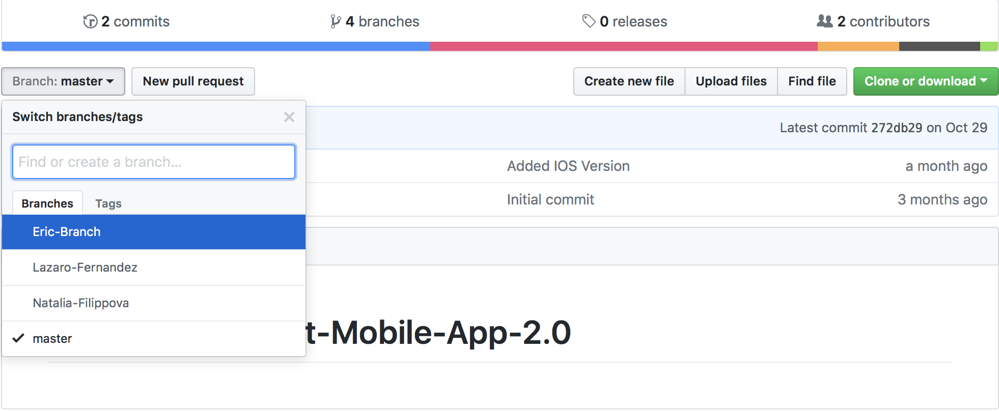 2 commits
4 branches
0 releases
2 contributors
Branch: master
New pull request
Create new file
Upload files
Find file
Clone or download
Switch branches/tags
Latest commit 272db29 on Oct 29
Find or create a branch...
Added IOS Version
a month ago
Branches
Tags
Initial commit
3 months ago
Eric-Branch
Lazaro-Fernandez
Natalia-Filippova
master
t-Mobile-App-2.0